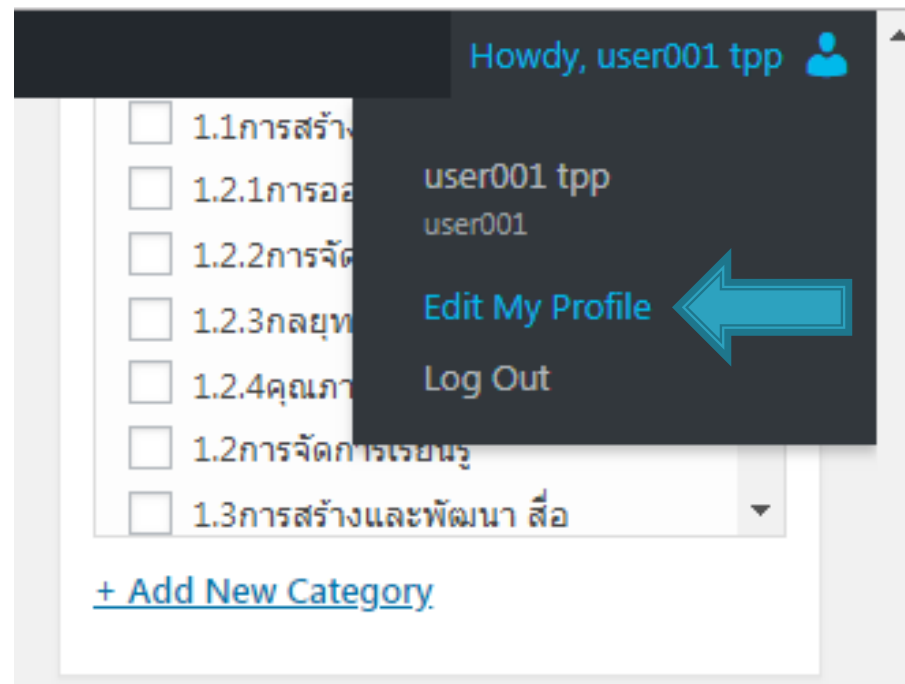 Howdy, user001 tpp
user001 tpp
user001
Edit My Profile
Log Out
1.1การสร้าง
1.2.1การออ
1.2.2การจัด
1.2.3กลยุท
1.2.4คุณภา
1.2การจัดการเรียนรู้
1.3การสร้างและพัฒนา สื่อ
+ Add New Category